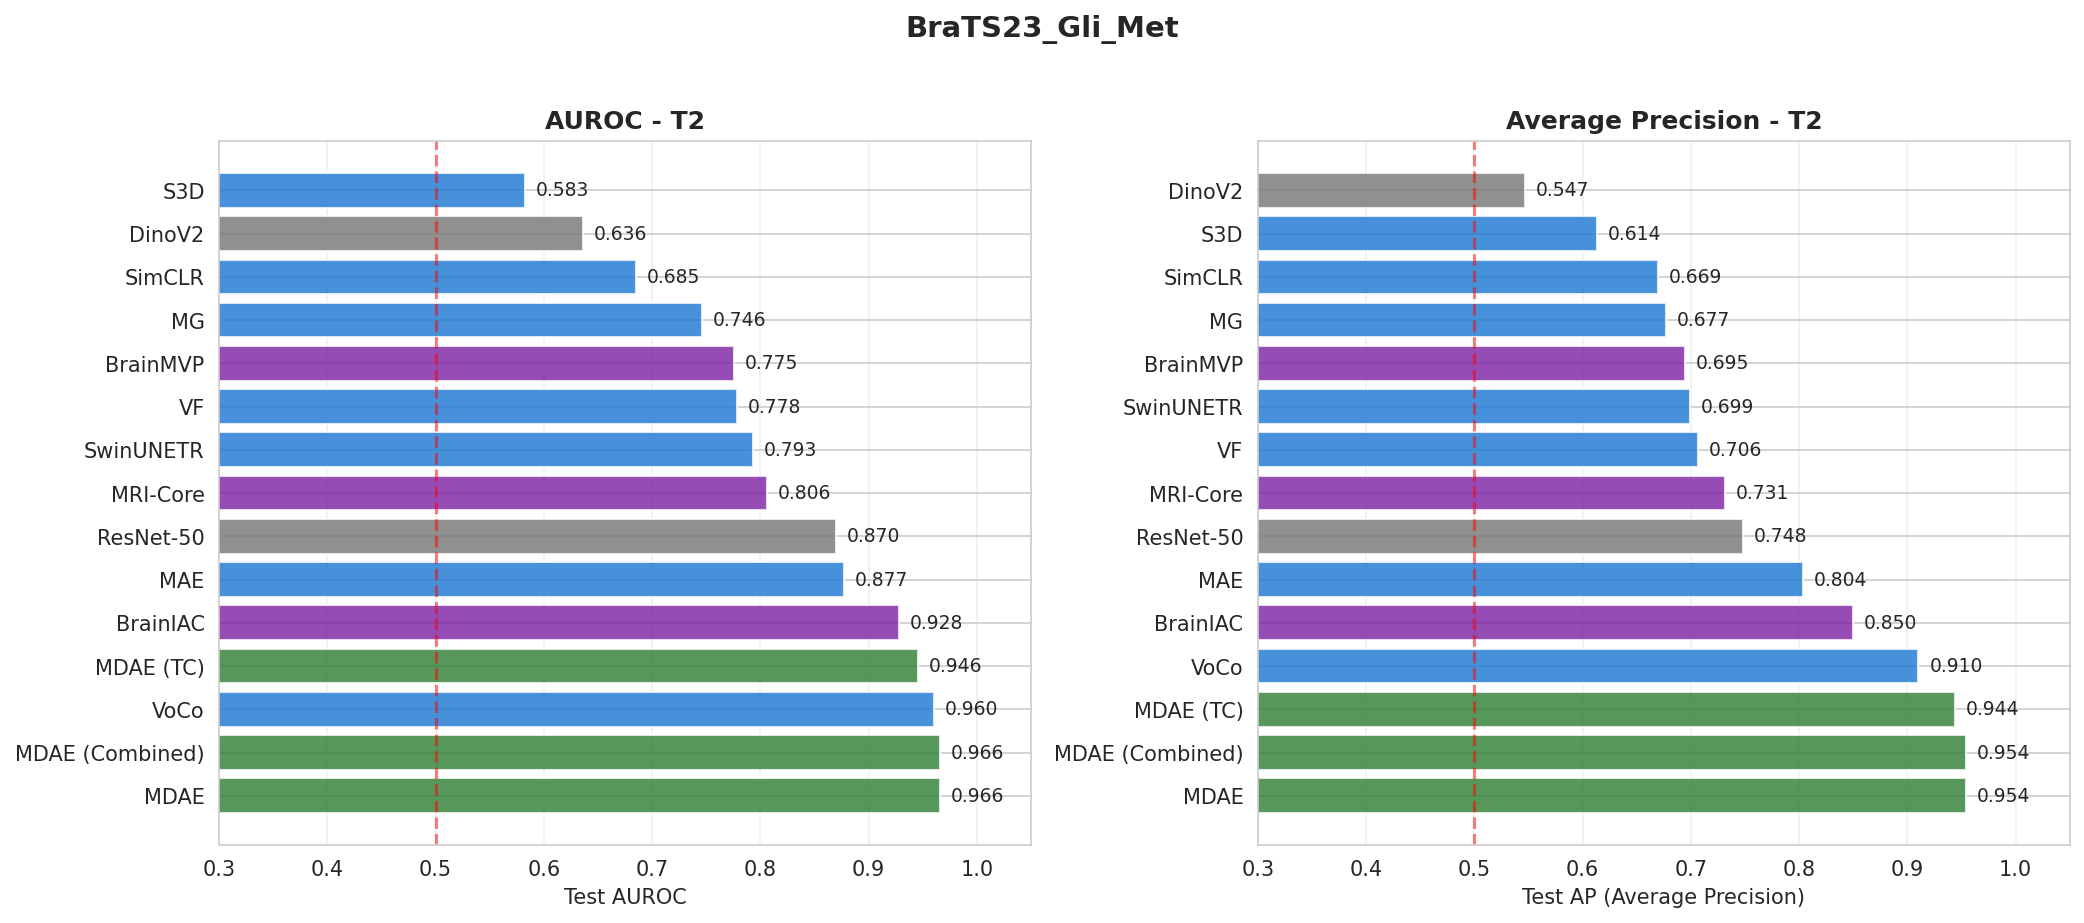 BraTS23_Gli_Met
AUROC - T2
S3D 0.583
DinoV2 0.636
SimCLR 0.685
MG 0.746
BrainMVP 0.775
VF 0.778
SwinUNETR 0.793
MRI-Core 0.806
ResNet-50 0.870
MAE 0.877
BrainIAC 0.928
MDAE (TC) 0.946
VoCo 0.960
MDAE (Combined) 0.966
MDAE 0.966
0.3 0.4 0.5 0.6 0.7 0.8 0.9 1.0
Test AUROC
Average Precision - T2
DinoV2 0.547
S3D 0.614
SimCLR 0.669
MG 0.677
BrainMVP 0.695
SwinUNETR 0.699
VF 0.706
MRI-Core 0.731
ResNet-50 0.748
MAE 0.804
BrainIAC 0.850
VoCo 0.910
MDAE (TC) 0.944
MDAE (Combined) 0.954
MDAE 0.954
0.3 0.4 0.5 0.6 0.7 0.8 0.9 1.0
Test AP (Average Precision)